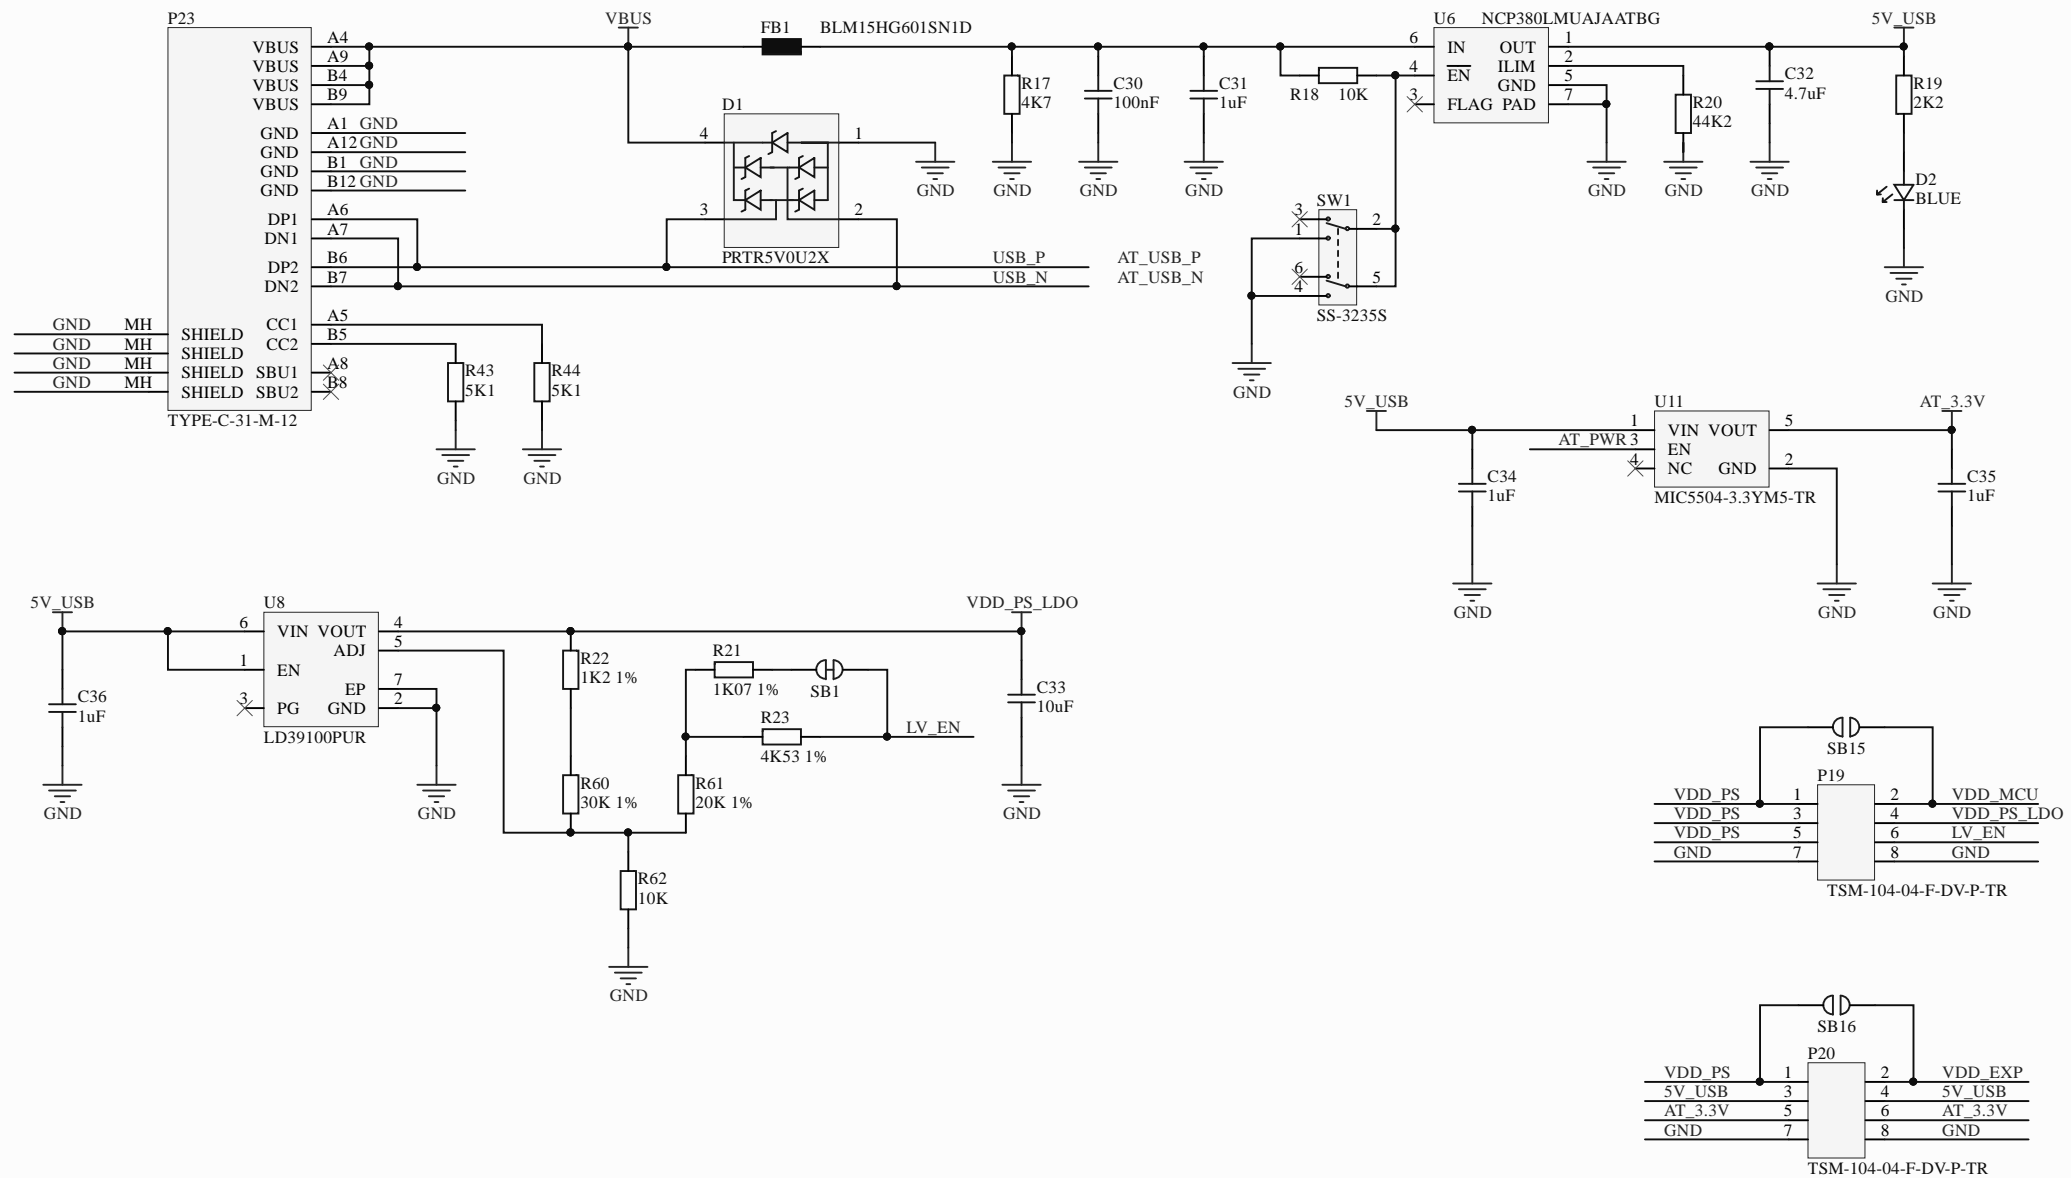 P23
VBUS A4
VBUS A9
VBUS B4
VBUS B9
GND A1 GND
GND A12 GND
GND B1 GND
GND B12 GND
DP1 A6
DN1 A7
DP2 B6
DN2 B7
CC1 A5
CC2 B5
SBU1 A8
SBU2 B8
GND MH SHIELD
GND MH SHIELD
GND MH SHIELD
GND MH SHIELD
TYPE-C-31-M-12
R43
5K1
GND
R44
5K1
GND
VBUS
FB1 BLM15HG601SN1D
D1
4 1
3 2
PRTR5V0U2X
GND
USB_P AT_USB_P
USB_N AT_USB_N
R17
4K7
GND
C30
100nF
GND
C31
1uF
GND
R18 10K
SW1
3
1
2
6
4
5
SS-3235S
GND
U6 NCP380LMUAJAATBG
6 IN OUT 1
ILIM 2
4 EN
GND 5
3 FLAG PAD 7
GND
R20
44K2
GND
C32
4.7uF
GND
5V_USB
R19
2K2
D2
BLUE
GND
5V_USB
C34
1uF
GND
U11
1 VIN VOUT 5
AT_PWR 3 EN
4 NC GND 2
MIC5504-3.3YM5-TR
GND
AT_3.3V
C35
1uF
GND
5V_USB
C36
1uF
GND
U8
6 VIN VOUT 4
ADJ 5
1 EN
EP 7
3 PG GND 2
LD39100PUR
GND
R22
1K2 1%
R60
30K 1%
R21
1K07 1%
SB1
R23
4K53 1%
LV_EN
R61
20K 1%
R62
10K
GND
VDD_PS_LDO
C33
10uF
GND
SB15
P19
VDD_PS 1 2 VDD_MCU
VDD_PS 3 4 VDD_PS_LDO
VDD_PS 5 6 LV_EN
GND 7 8 GND
TSM-104-04-F-DV-P-TR
SB16
P20
VDD_PS 1 2 VDD_EXP
5V_USB 3 4 5V_USB
AT_3.3V 5 6 AT_3.3V
GND 7 8 GND
TSM-104-04-F-DV-P-TR